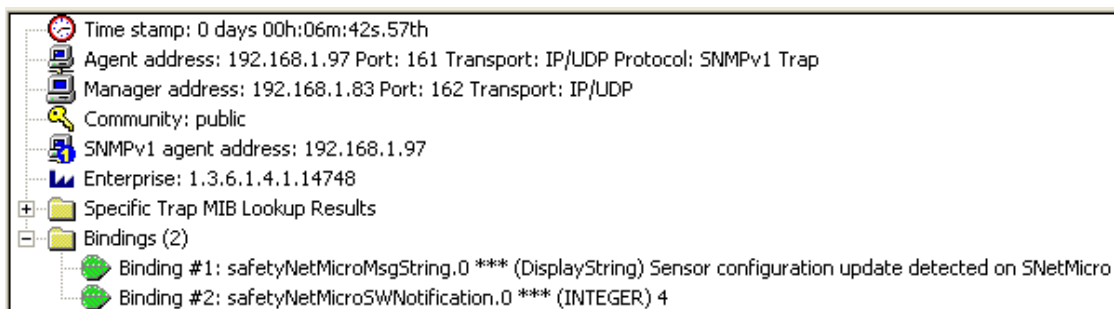 Time stamp: 0 days 00h:06m:42s.57th
Agent address: 192.168.1.97 Port: 161 Transport: IP/UDP Protocol: SNMPv1 Trap
Manager address: 192.168.1.83 Port: 162 Transport: IP/UDP
Community: public
SNMPv1 agent address: 192.168.1.97
Enterprise: 1.3.6.1.4.1.14748
Specific Trap MIB Lookup Results
Bindings (2)
Binding #1: safetyNetMicroMsgString.0 *** (DisplayString) Sensor configuration update detected on SNetMicro
Binding #2: safetyNetMicroSWNotification.0 *** (INTEGER) 4